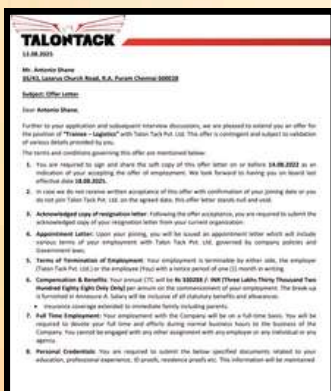 TALONTACK
13.08.2025
Mr. Antonio Shane
35/43, Lazarus Church Road, R.A. Puram Chennai 600028
Subject: Offer Letter
Dear Antonio Shane,
Further to your application and subsequent interview discussions, we are pleased to extend you an offer for
the position of "Trainee – Logistics" with Talon Tack Pvt. Ltd. This offer is contingent and subject to validation
of various details provided by you.
The terms and conditions governing this offer are mentioned below:
1. You are required to sign and share the soft copy of this offer letter on or before 14.08.2022 as an
indication of your accepting the offer of employment. We look forward to having you on board last
effective date 18.08.2025.
2. In case we do not receive written acceptance of this offer with confirmation of your joining date or you
do not join Talon Tack Pvt. Ltd. on the agreed date, this offer letter stands null and void.
3. Acknowledged copy of resignation letter: Following the offer acceptance, you are required to submit the
acknowledged copy of your resignation letter from your current organization.
4. Appointment Letter: Upon your joining, you will be issued an appointment letter which will include
various terms of your employment with Talon Tack Pvt. Ltd. governed by company policies and
Government laws.
5. Terms of Termination of Employment: Your employment is terminable by either side, the employer
(Talon Tack Pvt. Ltd.) or the employee (You) with a notice period of one (1) month in writing.
6. Compensation & Benefits: Your annual CTC will be Rs 330288 /- INR (Three Lakhs Thirty Thousand Two
Hundred Eighty Eight Only) per annum on the commencement of your employment. The break-up
is furnished in Annexure A. Salary will be inclusive of all statutory benefits and allowances.
• Insurance coverage extended to immediate family including parents.
7. Full Time Employment: Your employment with the Company will be on a full-time basis. You will be
required to devote your full time and efforts during normal business hours to the business of the
Company. You cannot be engaged with any other assignment with any employer or any individual or any
agency.
8. Personal Credentials: You are required to submit the below specified documents related to your
education, professional experience, ID proofs, residence proofs etc. This information will be maintained